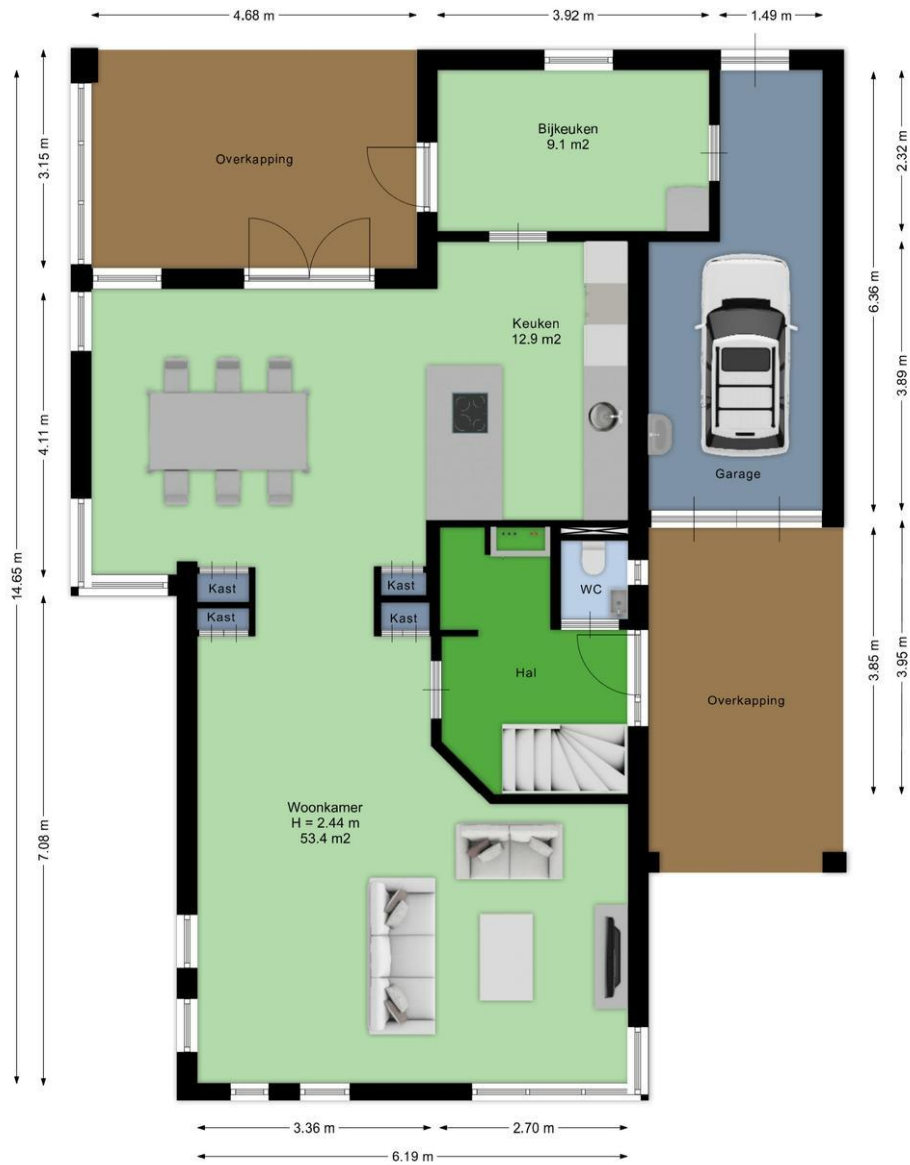 4.68 m
3.92 m
1.49 m
14.65 m
3.15 m
4.11 m
7.08 m
6.36 m
3.85 m
2.32 m
3.89 m
3.95 m
Overkapping
Bijkeuken
9.1 m2
Keuken
12.9 m2
Garage
Kast
Kast
Kast
Kast
WC
Hal
Overkapping
Woonkamer
H = 2.44 m
53.4 m2
3.36 m
2.70 m
6.19 m